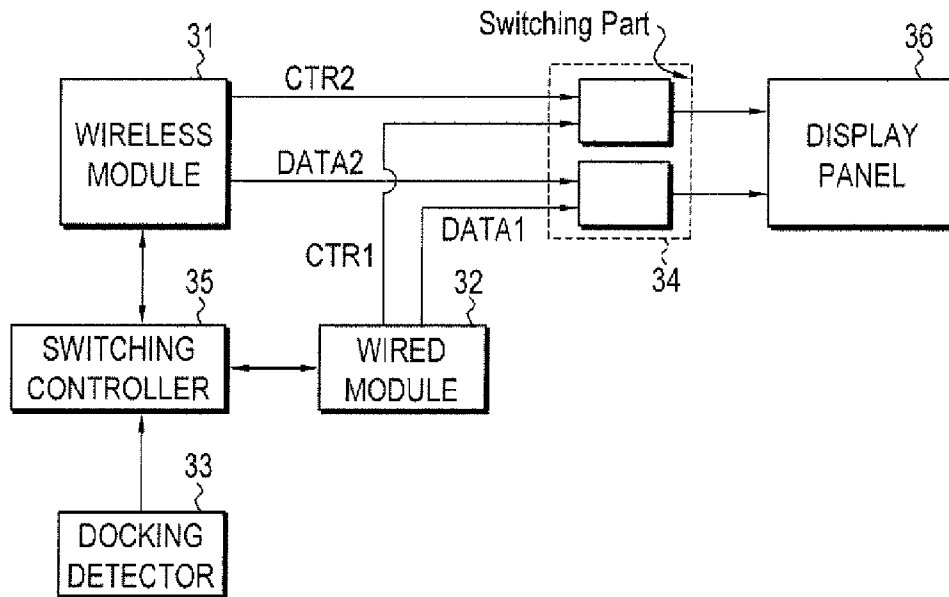 Switching Part
31
36
CTR2
WIRELESS
MODULE
DISPLAY
PANEL
DATA2
DATA1
CTR1
34
35
32
SWITCHING
CONTROLLER
WIRED
MODULE
33
DOCKING
DETECTOR